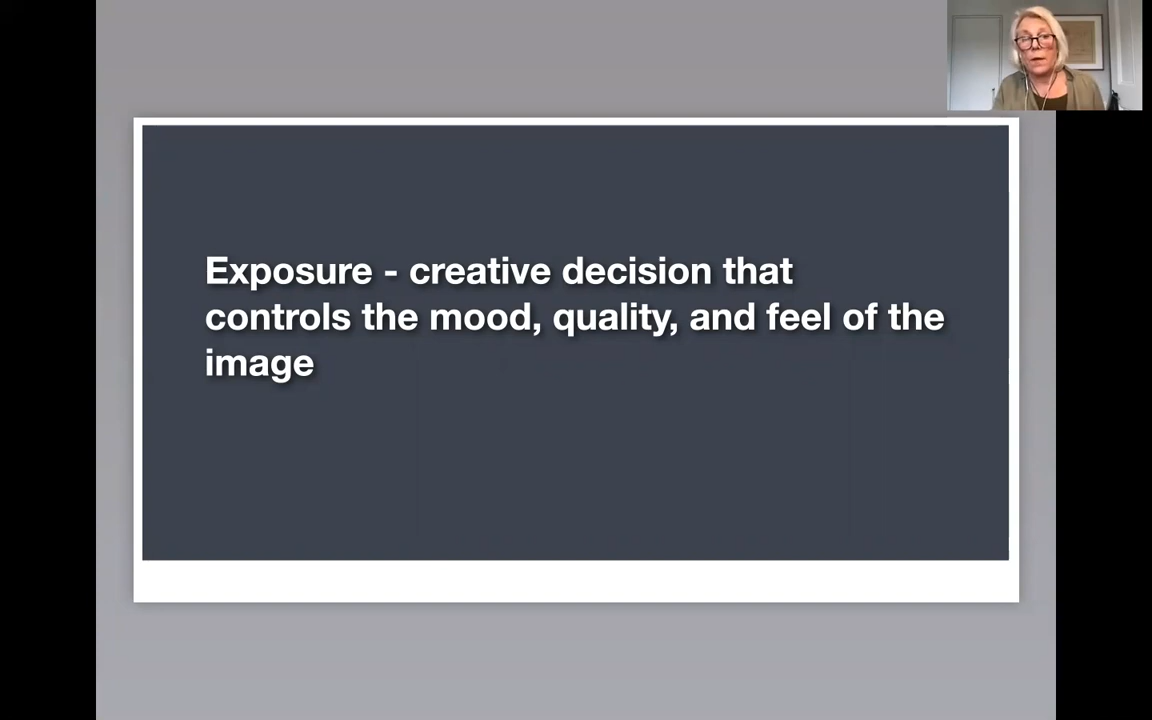 Exposure - creative decision that
controls the mood, quality, and feel of the
image